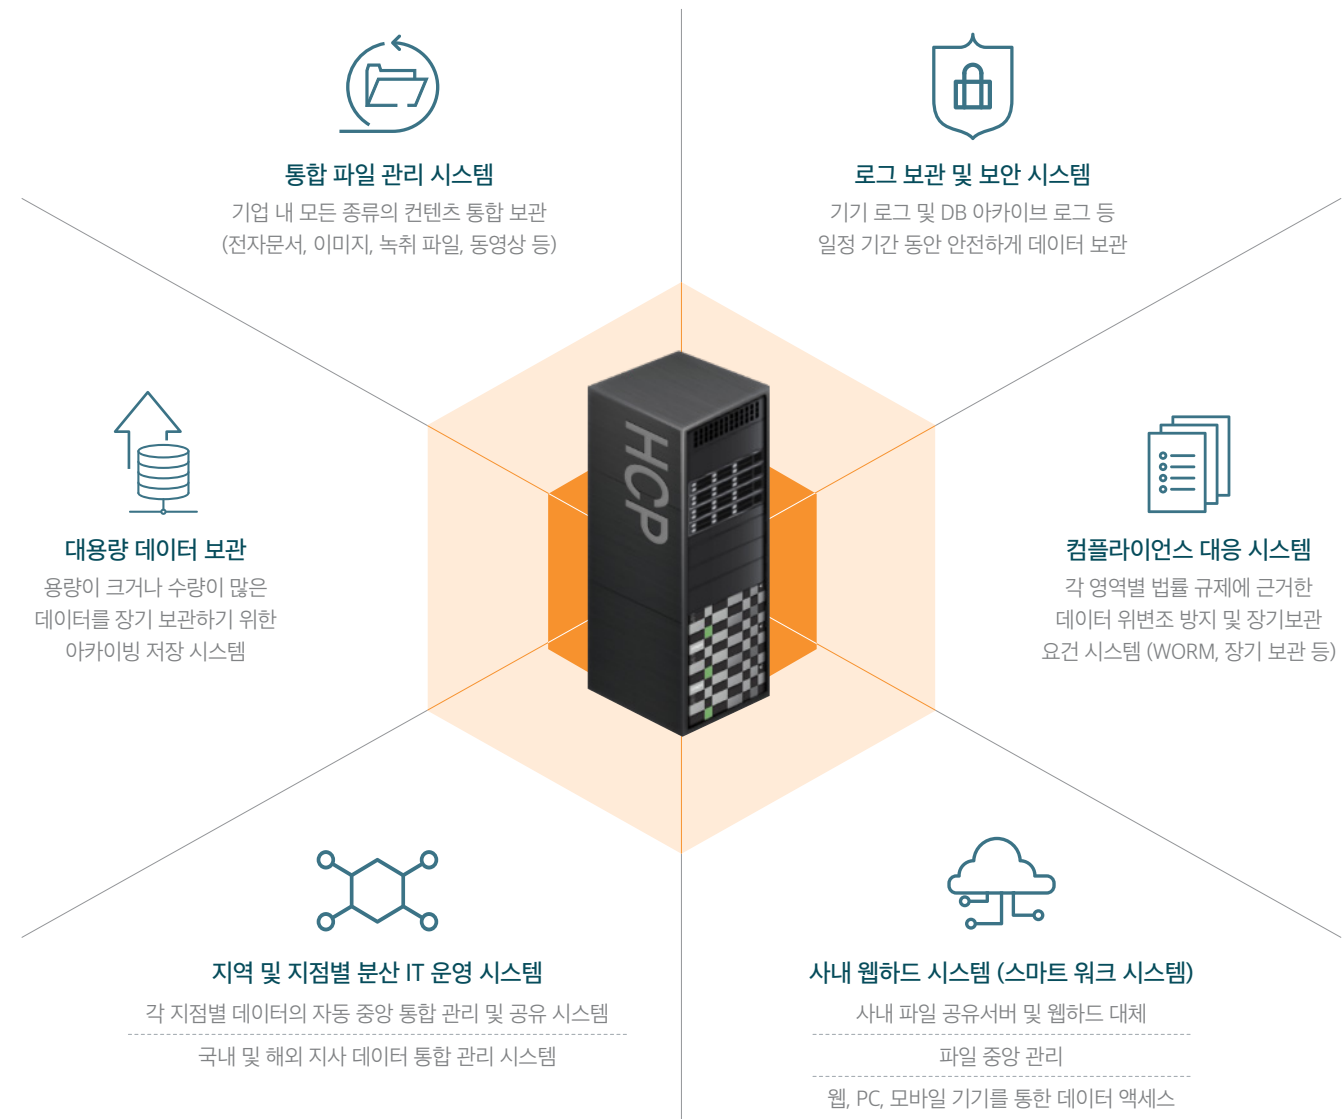 통합 파일 관리 시스템
기업 내 모든 종류의 컨텐츠 통합 보관
(전자문서, 이미지, 녹취 파일, 동영상 등)
로그 보관 및 보안 시스템
기기 로그 및 DB 아카이브 로그 등
일정 기간 동안 안전하게 데이터 보관
HCP
대용량 데이터 보관
용량이 크거나 수량이 많은
데이터를 장기 보관하기 위한
아카이빙 저장 시스템
컴플라이언스 대응 시스템
각 영역별 법률 규제에 근거한
데이터 위변조 방지 및 장기보관
요건 시스템 (WORM, 장기 보관 등)
지역 및 지점별 분산 IT 운영 시스템
각 지점별 데이터의 자동 중앙 통합 관리 및 공유 시스템
국내 및 해외 지사 데이터 통합 관리 시스템
사내 웹하드 시스템 (스마트 워크 시스템)
사내 파일 공유서버 및 웹하드 대체
파일 중앙 관리
웹, PC, 모바일 기기를 통한 데이터 액세스